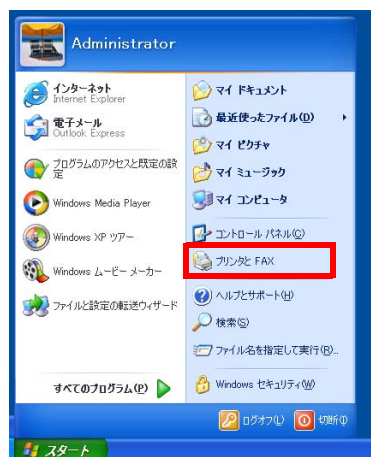 Administrator
インターネット
Internet Explorer
電子メール
Outlook Express
プログラムのアクセスと既定の設
定
Windows Media Player
Windows XP ツアー
Windows ムービー メーカー
ファイルと設定の転送ウィザード
すべてのプログラム(P)
マイ ドキュメント
最近使ったファイル(D)
マイ ピクチャ
マイ ミュージック
マイ コンピュータ
コントロール パネル(C)
プリンタと FAX
ヘルプとサポート(H)
検索(S)
ファイル名を指定して実行(R)...
Windows セキュリティ(W)
ログオフ(L)
切断(I)
スタート